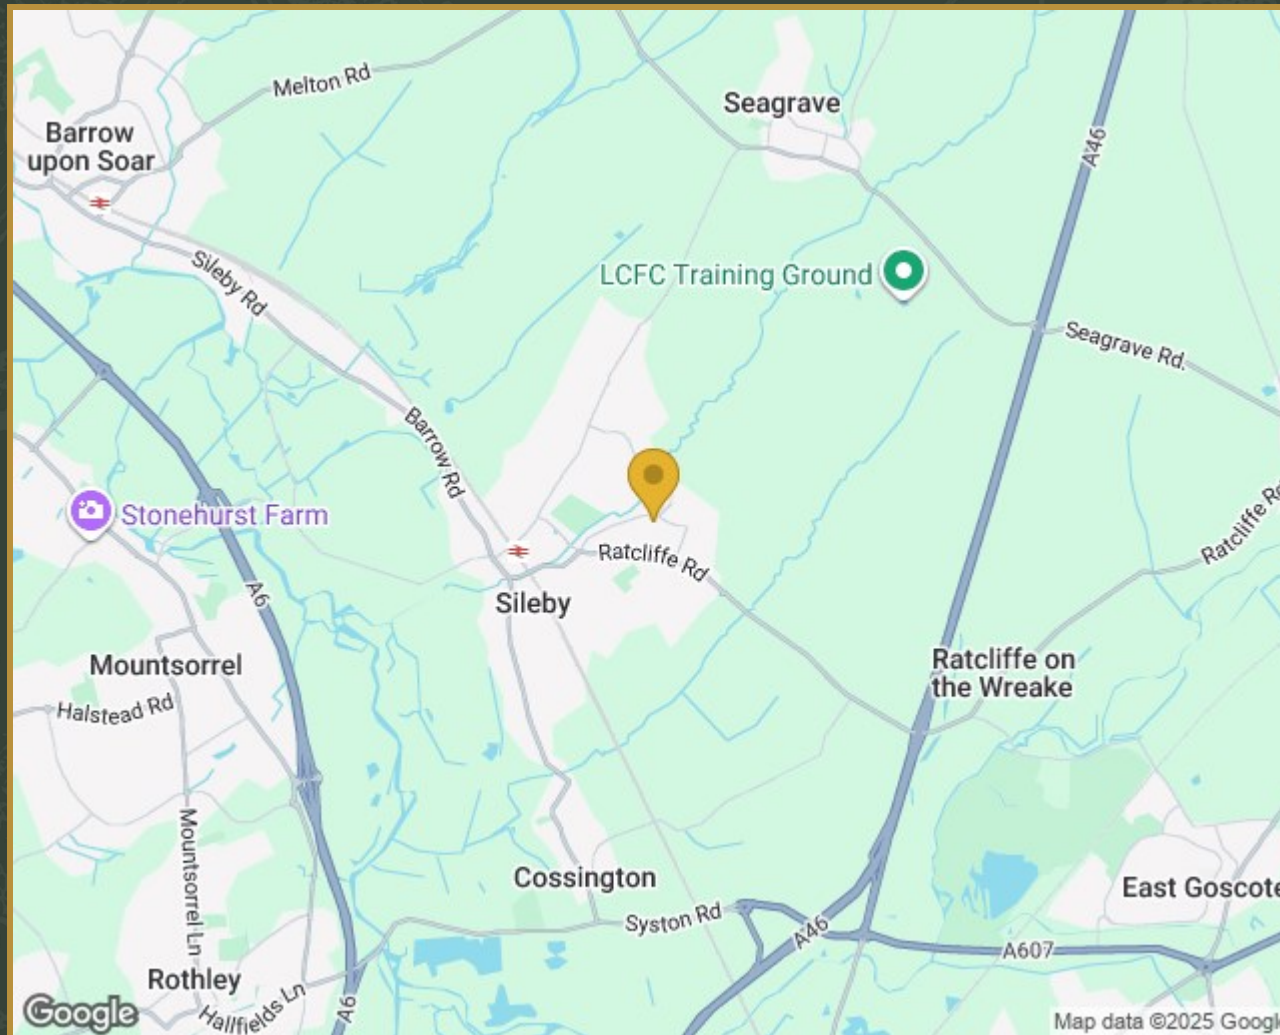 Melton Rd
Seagrave
Barrow
upon Soar
A46
Sileby Rd
LCFC Training Ground
Seagrave Rd.
Barrow Rd
Stonehurst Farm
Ratcliffe Rd
Ratcliffe Rd
A6
Sileby
Mountsorrel
Ratcliffe on
the Wreake
Halstead Rd
Mountsorrel Ln
Cossington
East Goscote
Syston Rd
A46
A607
Rothley
Hallfields Ln
A6
Google
Map data ©2025 Google